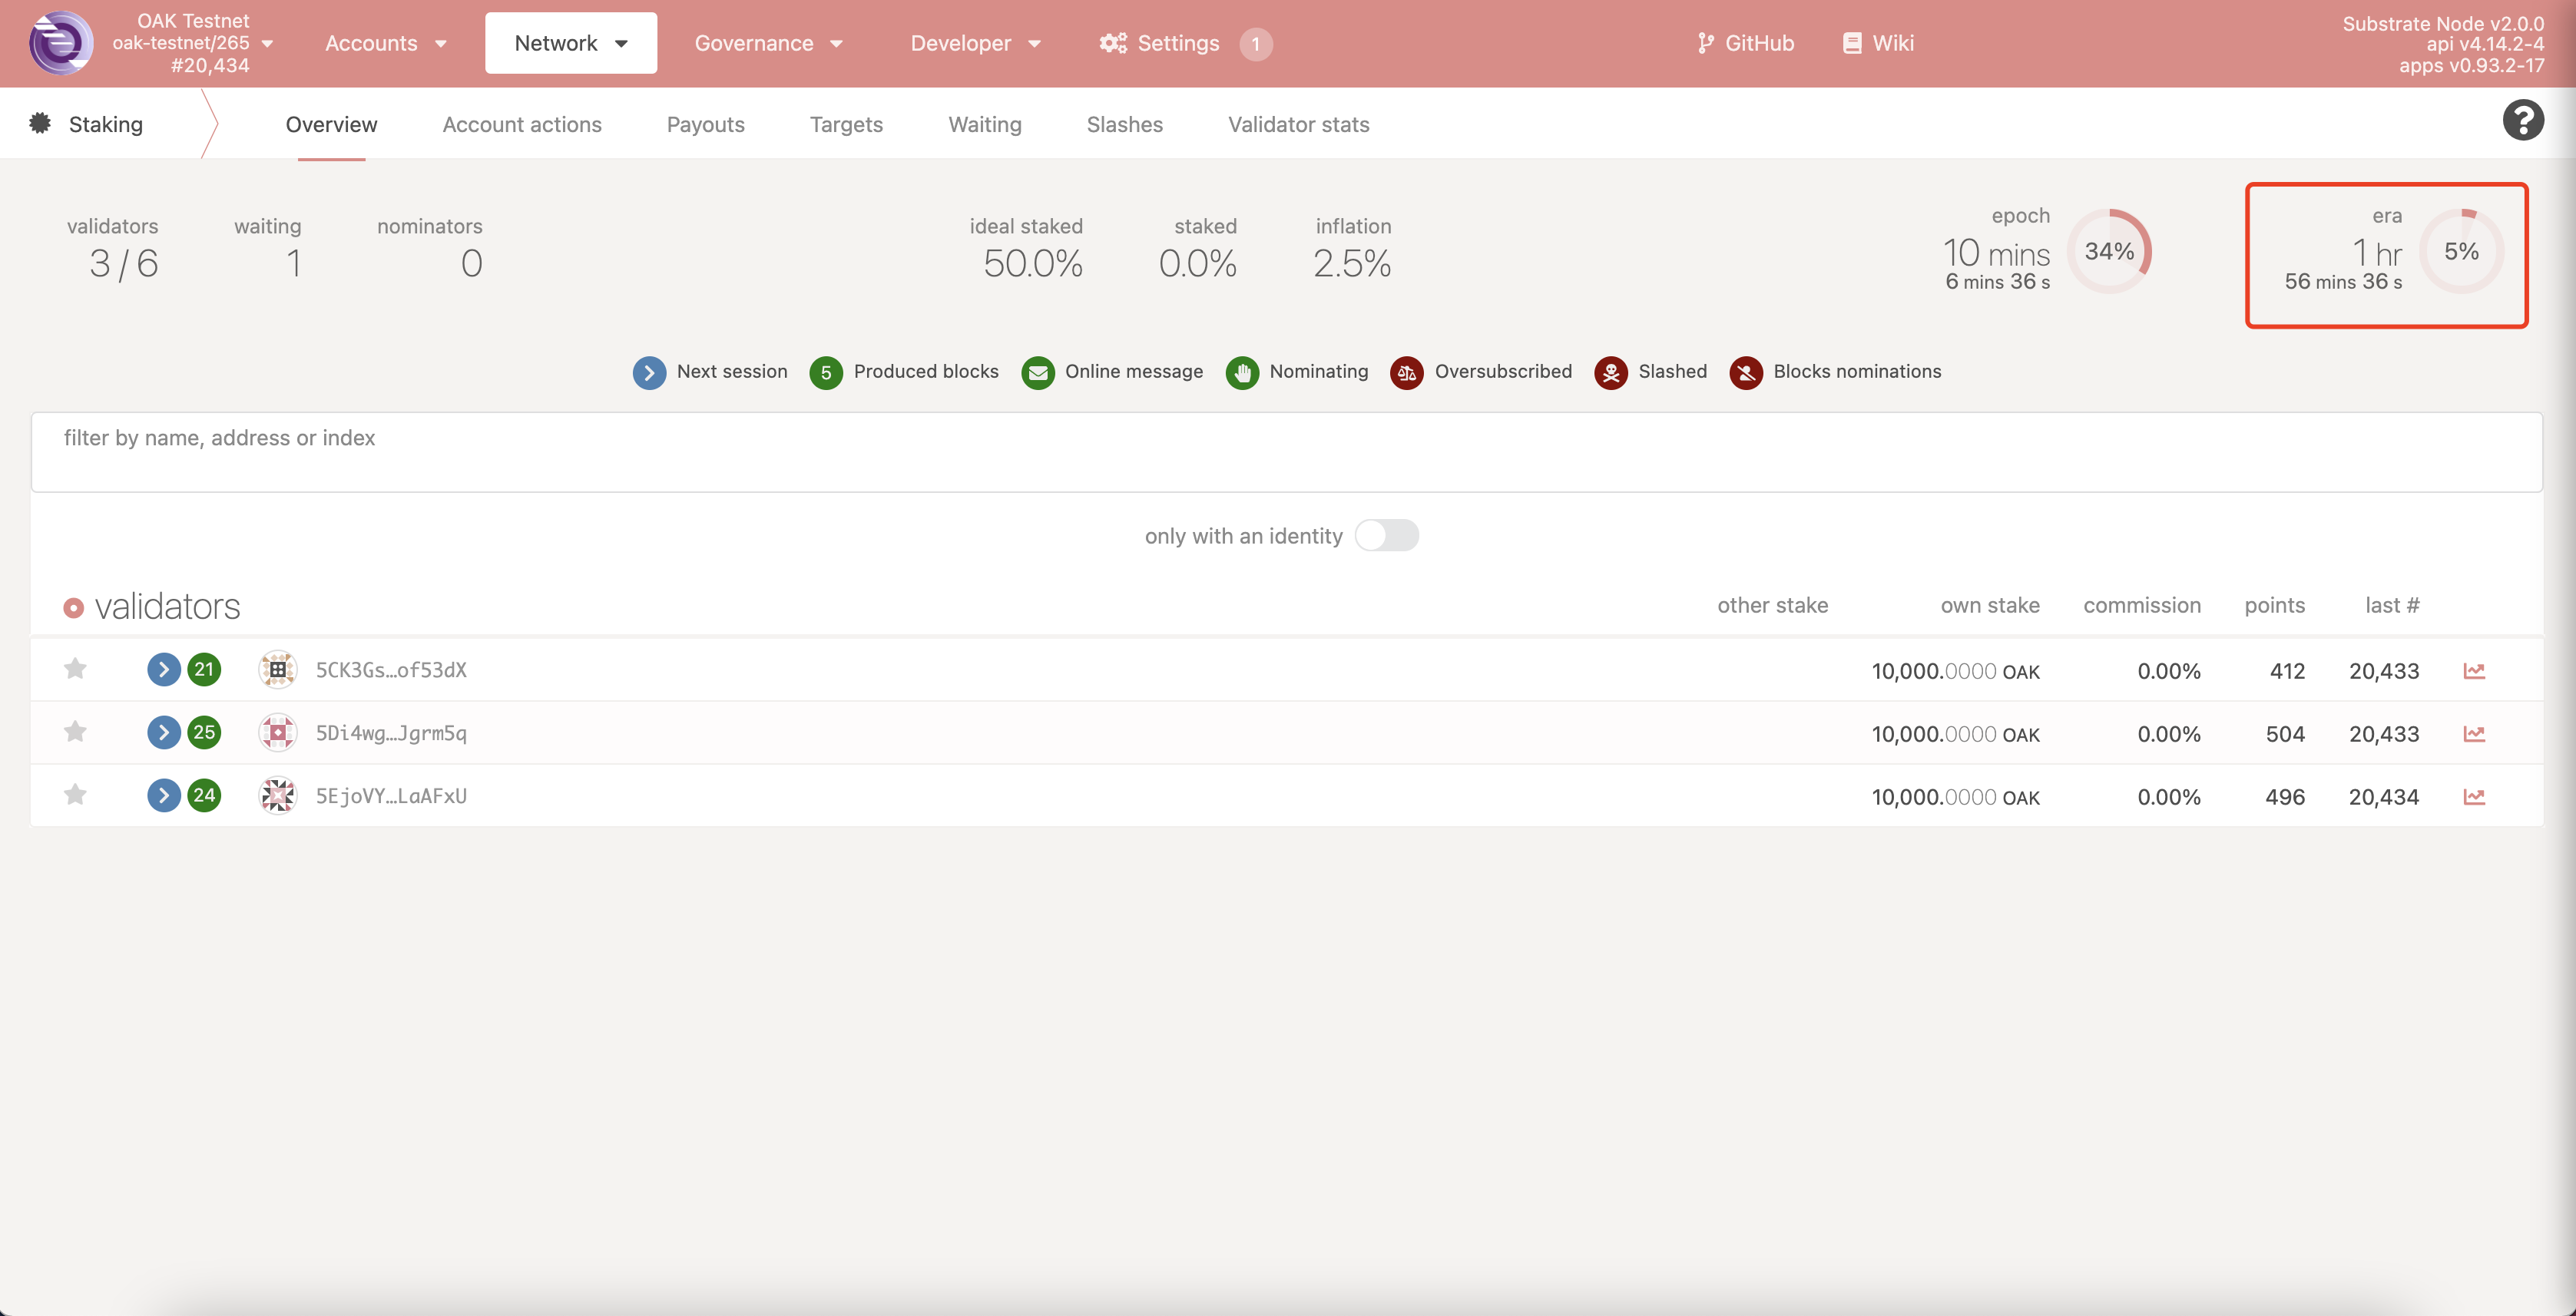 OAK Testnet
oak-testnet/265
#20,434
Accounts
Network
Governance
Developer
Settings
1
GitHub
Wiki
Substrate Node v2.0.0
api v4.14.2-4
apps v0.93.2-17
Staking
Overview
Account actions
Payouts
Targets
Waiting
Slashes
Validator stats
?
validators
3 / 6
waiting
1
nominators
0
ideal staked
50.0%
staked
0.0%
inflation
2.5%
epoch
10 mins
6 mins 36 s
34%
era
1 hr
56 mins 36 s
5%
Next session
5 Produced blocks
Online message
Nominating
Oversubscribed
Slashed
Blocks nominations
filter by name, address or index
only with an identity
validators other stake own stake commission points last #
21 5CK3Gs…of53dX 10,000.0000 OAK 0.00% 412 20,433
25 5Di4wg…Jgrm5q 10,000.0000 OAK 0.00% 504 20,433
24 5EjoVY…LaAFxU 10,000.0000 OAK 0.00% 496 20,434